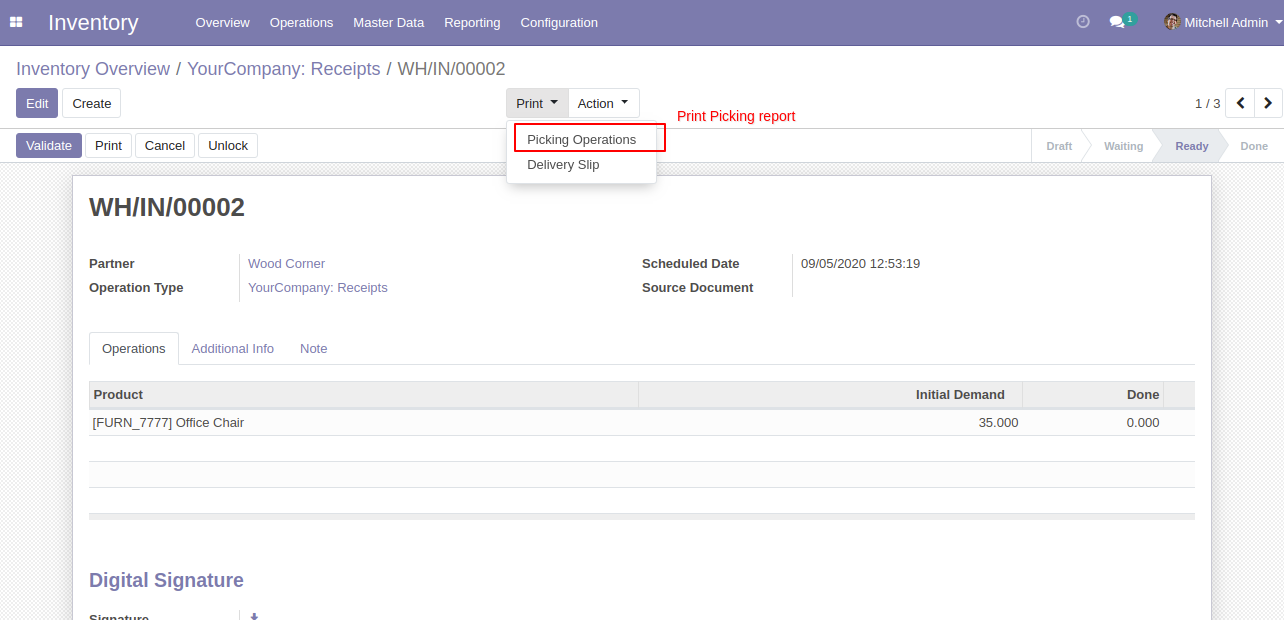 Inventory Overview Operations Master Data Reporting Configuration 1 Mitchell Admin
Inventory Overview / YourCompany: Receipts / WH/IN/00002
Edit Create Print Action 1 / 3
Print Picking report
Validate Print Cancel Unlock Picking Operations Draft Waiting Ready Done
Delivery Slip
WH/IN/00002
Partner Wood Corner Scheduled Date 09/05/2020 12:53:19
Operation Type YourCompany: Receipts Source Document
Operations Additional Info Note
Product Initial Demand Done
[FURN_7777] Office Chair 35.000 0.000
Digital Signature
Signature